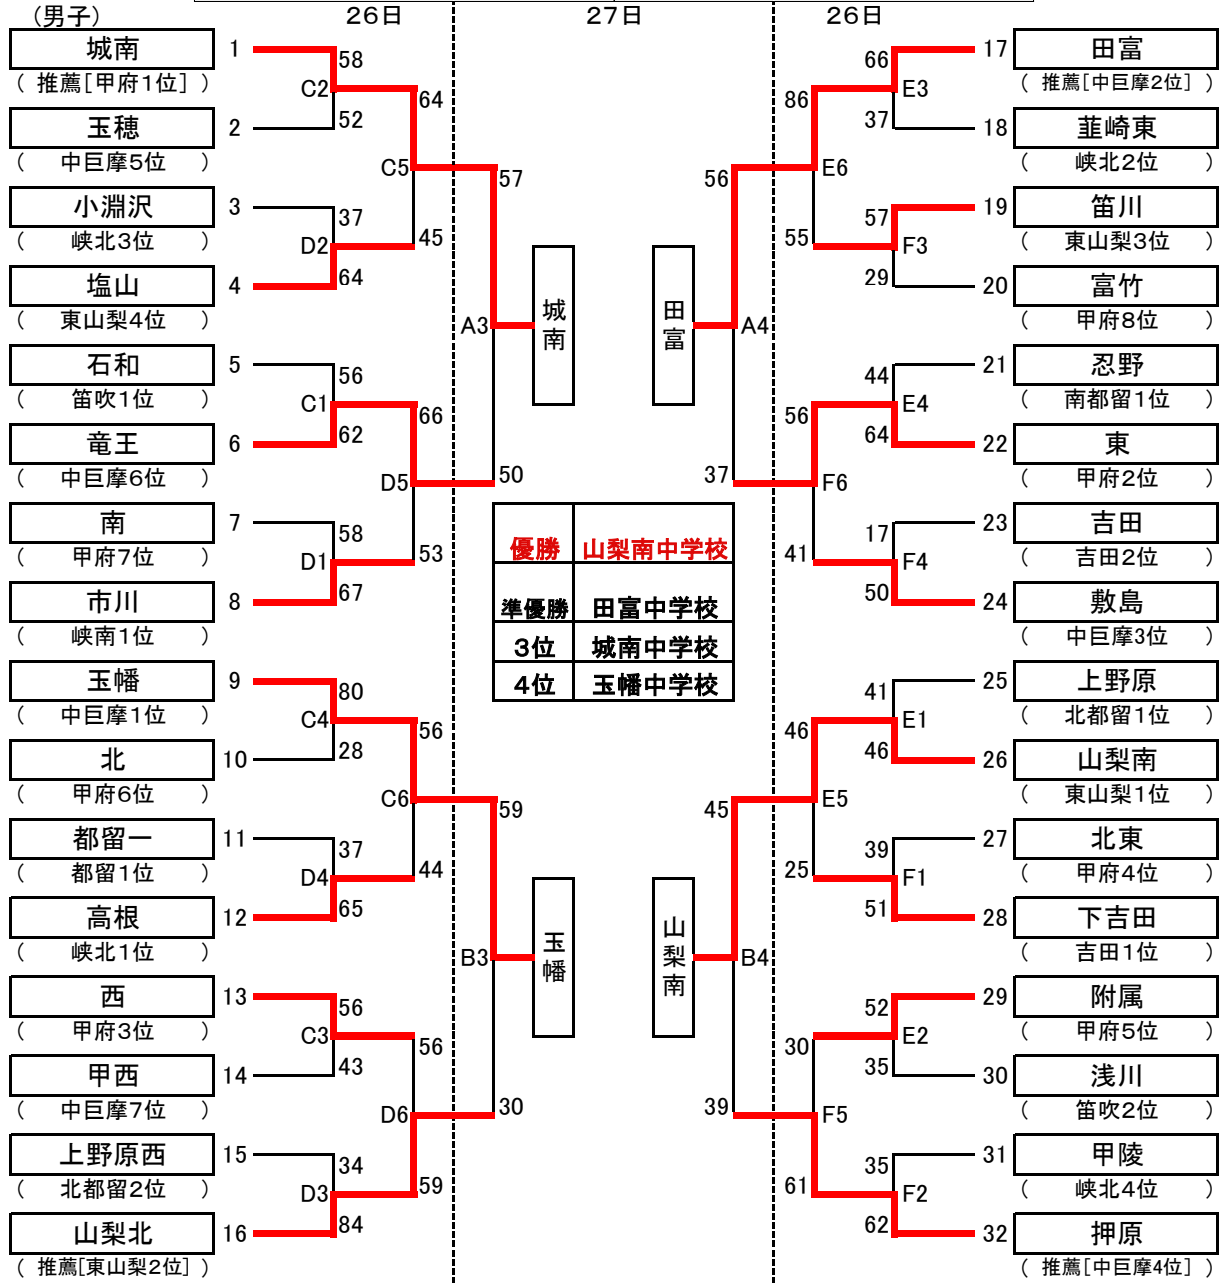 (男子)
26日 27日 26日
城南 1
( 推薦[甲府1位] )
58
C2
52
玉穂 2
( 中巨摩5位 )
64
C5
45
小淵沢 3
( 峡北3位 )
37
D2
64
塩山 4
( 東山梨4位 )
57
A3
50
石和 5
( 笛吹1位 )
56
C1
62
竜王 6
( 中巨摩6位 )
66
D5
53
南 7
( 甲府7位 )
58
D1
67
市川 8
( 峡南1位 )
玉幡 9
( 中巨摩1位 )
80
C4
28
北 10
( 甲府6位 )
56
C6
44
都留一 11
( 都留1位 )
37
D4
65
高根 12
( 峡北1位 )
59
B3
30
西 13
( 甲府3位 )
56
C3
43
甲西 14
( 中巨摩7位 )
56
D6
59
上野原西 15
( 北都留2位 )
34
D3
84
山梨北 16
( 推薦[東山梨2位] )
城南
田富
玉幡
山梨南
優勝 山梨南中学校
準優勝 田富中学校
3位 城南中学校
4位 玉幡中学校
17 田富
( 推薦[中巨摩2位] )
66
E3
37
18 韮崎東
( 峡北2位 )
86
E6
55
19 笛川
( 東山梨3位 )
57
F3
29
20 富竹
( 甲府8位 )
56
A4
37
21 忍野
( 南都留1位 )
44
E4
64
22 東
( 甲府2位 )
56
F6
41
23 吉田
( 吉田2位 )
17
F4
50
24 敷島
( 中巨摩3位 )
25 上野原
( 北都留1位 )
41
E1
46
26 山梨南
( 東山梨1位 )
46
E5
25
27 北東
( 甲府4位 )
39
F1
51
28 下吉田
( 吉田1位 )
45
B4
39
29 附属
( 甲府5位 )
52
E2
35
30 浅川
( 笛吹2位 )
30
F5
61
31 甲陵
( 峡北4位 )
35
F2
62
32 押原
( 推薦[中巨摩4位] )